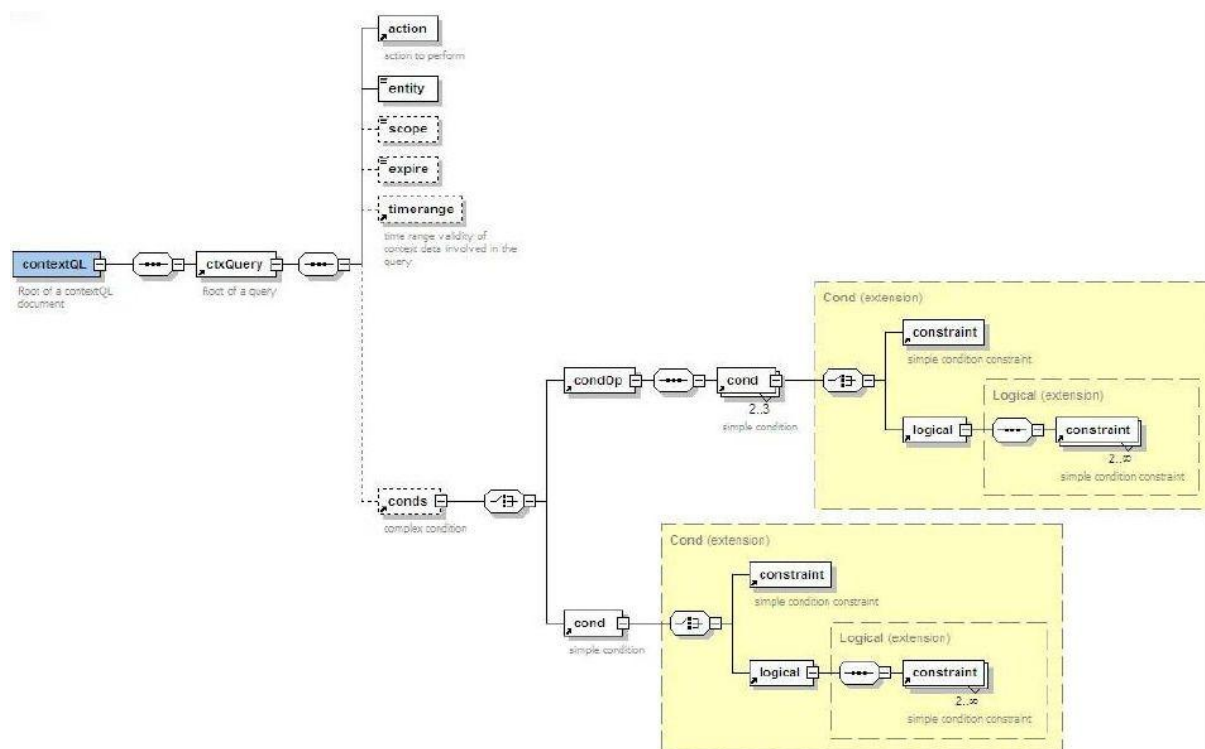 action
action to perform
entity
scope
expire
timerange
time range validity of
context data involved in the
query
contextQL
Root of a contextQL
document
ctxQuery
Root of a query
Cond (extension)
constraint
simple condition constraint
condOp
cond
2..3
simple condition
Logical (extension)
logical
constraint
2..∞
simple condition constraint
conds
complex condition
Cond (extension)
constraint
simple condition constraint
cond
simple condition
Logical (extension)
logical
constraint
2..∞
simple condition constraint